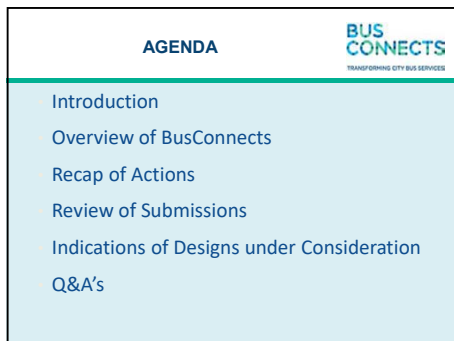 AGENDA
BUS
CONNECTS
TRANSFORMING CITY BUS SERVICES
Introduction
Overview of BusConnects
Recap of Actions
Review of Submissions
Indications of Designs under Consideration
Q&A's